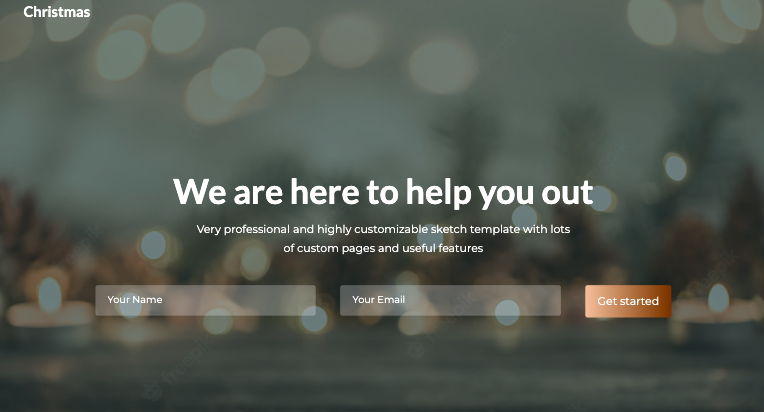 Christmas
We are here to help you out
Very professional and highly customizable sketch template with lots
of custom pages and useful features
Your Name
Your Email
Get started
freepik